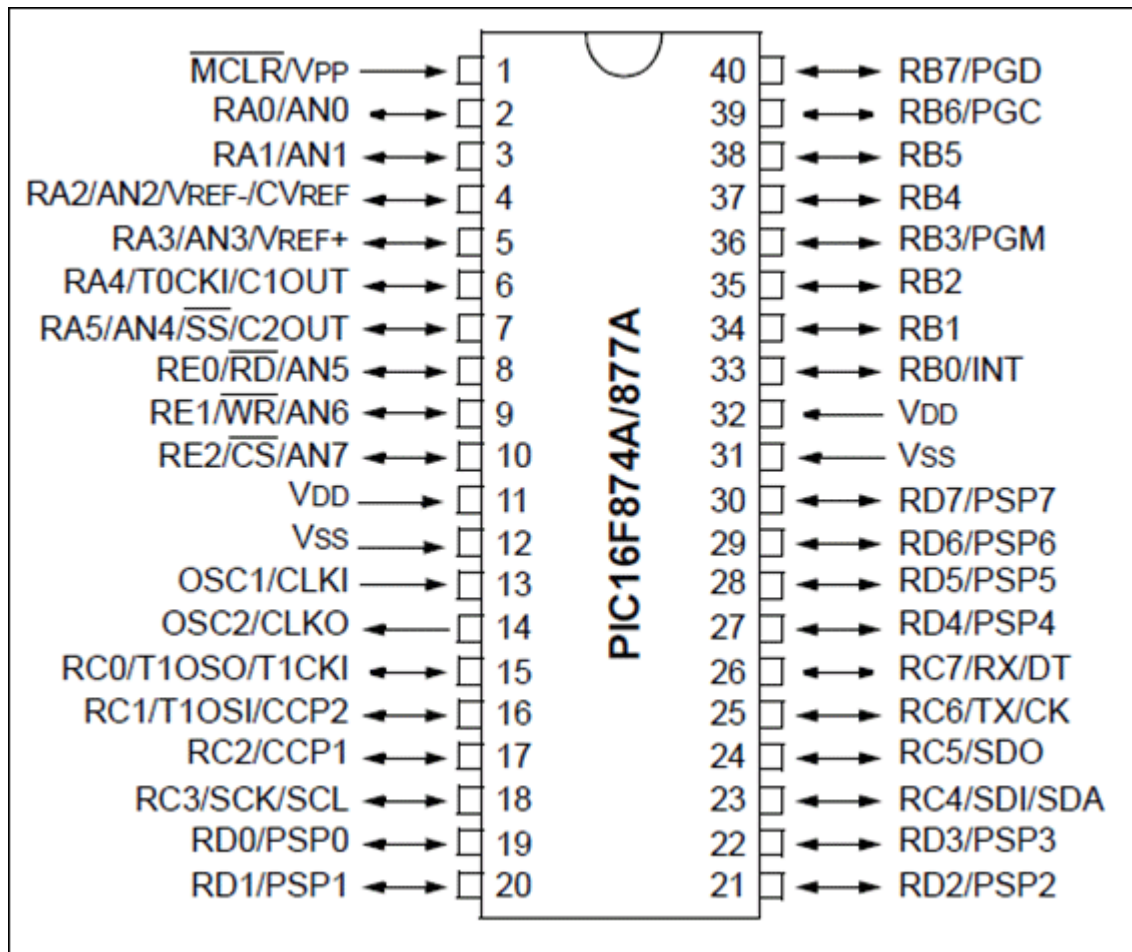 MCLR/VPP 1 40 RB7/PGD
RA0/AN0 2 39 RB6/PGC
RA1/AN1 3 38 RB5
RA2/AN2/VREF-/CVREF 4 37 RB4
RA3/AN3/VREF+ 5 36 RB3/PGM
RA4/T0CKI/C1OUT 6 35 RB2
RA5/AN4/SS/C2OUT 7 34 RB1
RE0/RD/AN5 8 33 RB0/INT
RE1/WR/AN6 9 32 VDD
RE2/CS/AN7 10 31 VSS
VDD 11 30 RD7/PSP7
VSS 12 29 RD6/PSP6
OSC1/CLKI 13 28 RD5/PSP5
OSC2/CLKO 14 27 RD4/PSP4
RC0/T1OSO/T1CKI 15 26 RC7/RX/DT
RC1/T1OSI/CCP2 16 25 RC6/TX/CK
RC2/CCP1 17 24 RC5/SDO
RC3/SCK/SCL 18 23 RC4/SDI/SDA
RD0/PSP0 19 22 RD3/PSP3
RD1/PSP1 20 21 RD2/PSP2
PIC16F874A/877A